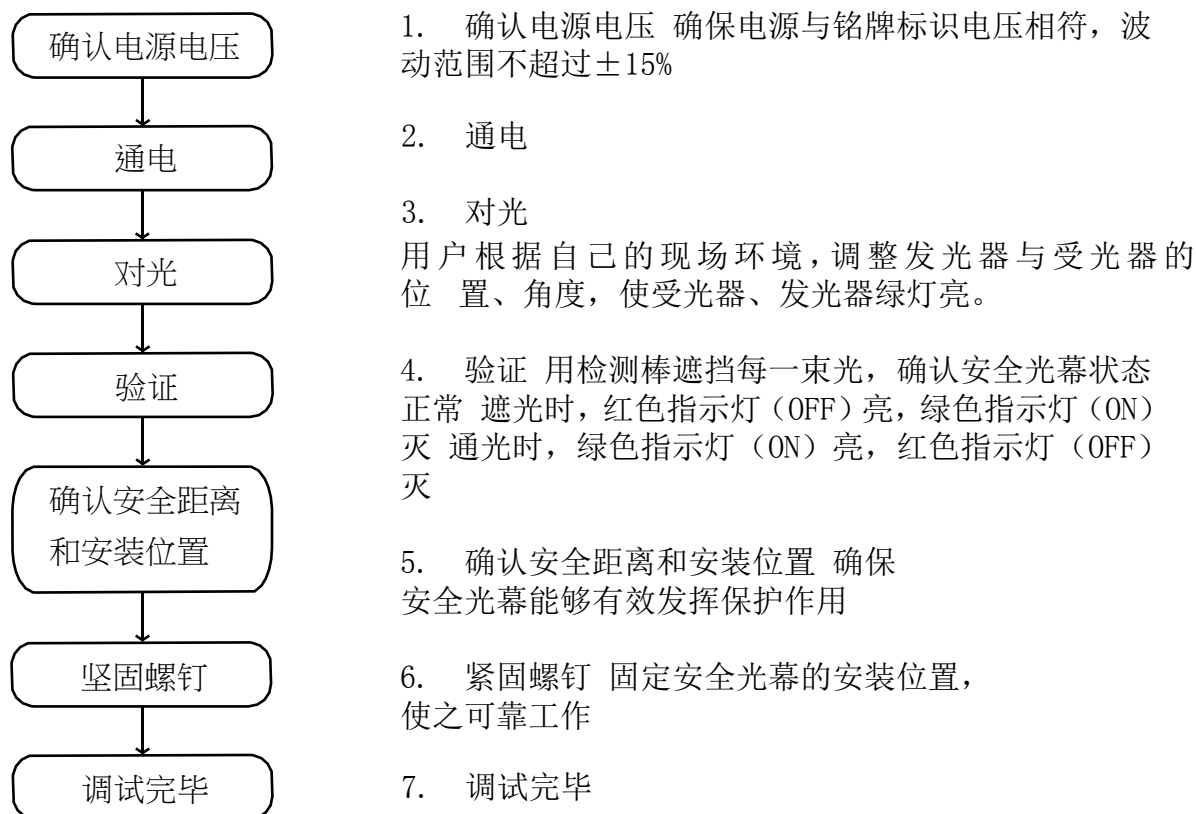 确认电源电压
通电
对光
验证
确认安全距离
和安装位置
坚固螺钉
调试完毕
1. 确认电源电压 确保电源与铭牌标识电压相符，波
动范围不超过±15%
2. 通电
3. 对光
用户根据自己的现场环境，调整发光器与受光器的
位 置、角度，使受光器、发光器绿灯亮。
4. 验证 用检测棒遮挡每一束光，确认安全光幕状态
正常 遮光时，红色指示灯（OFF）亮，绿色指示灯（ON）
灭 通光时，绿色指示灯（ON）亮，红色指示灯（OFF）
灭
5. 确认安全距离和安装位置 确保
安全光幕能够有效发挥保护作用
6. 紧固螺钉 固定安全光幕的安装位置，
使之可靠工作
7. 调试完毕